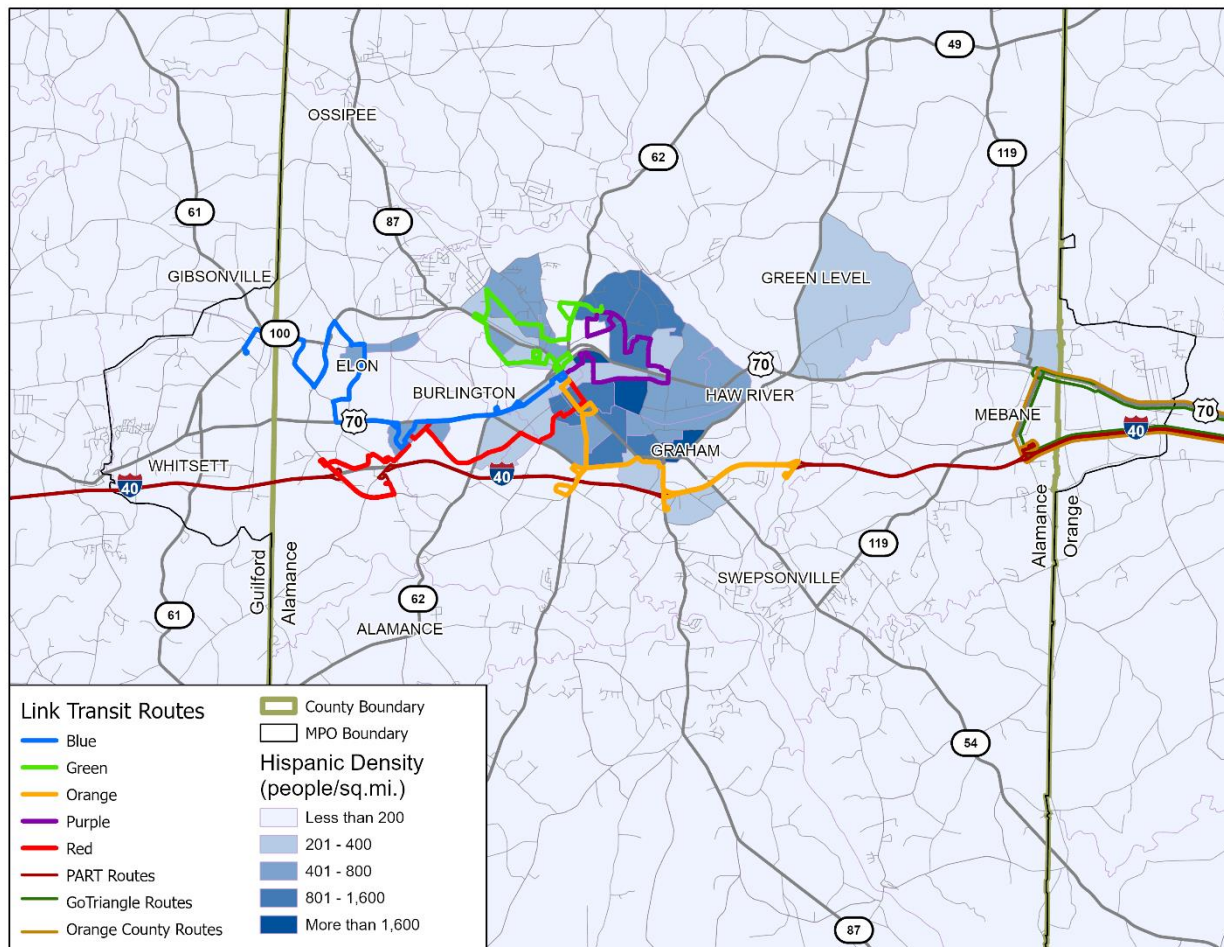 49
OSSIPEE
62
119
61
87
GIBSONVILLE
GREEN LEVEL
100
ELON
70
BURLINGTON
HAW RIVER
70
MEBANE
70
40
WHITSETT
GRAHAM
40
40
119
Guilford
Alamance
Alamance
Orange
SWEPSONVILLE
61
62
ALAMANCE
54
87
Link Transit Routes
Blue
Green
Orange
Purple
Red
PART Routes
GoTriangle Routes
Orange County Routes
County Boundary
MPO Boundary
Hispanic Density
(people/sq.mi.)
Less than 200
201 - 400
401 - 800
801 - 1,600
More than 1,600